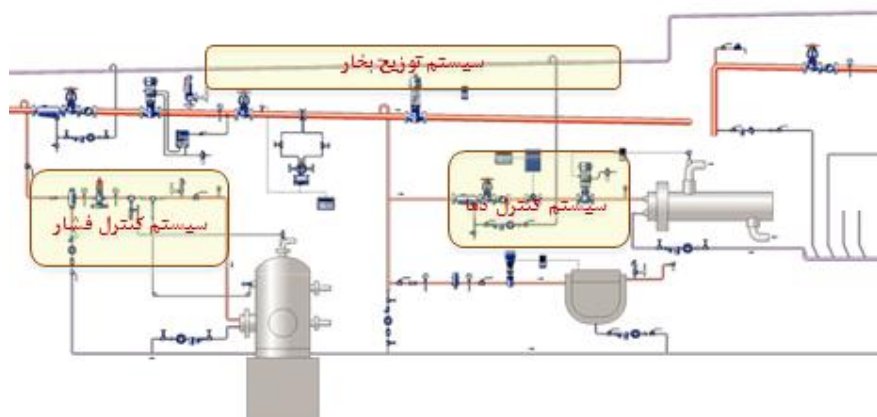 سیستم توزیع بخار
سیستم کنترل دما
سیستم کنترل فشار